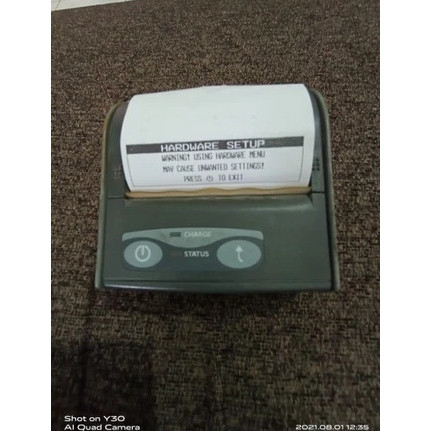 HARDWARE SETUP
WARNING! USING HARDWARE MENU
MAY CAUSE UNWANTED SETTINGS!
PRESS ⏻ TO EXIT
CHARGE
STATUS
Shot on Y30
AI Quad Camera
2021.08.01 12:35